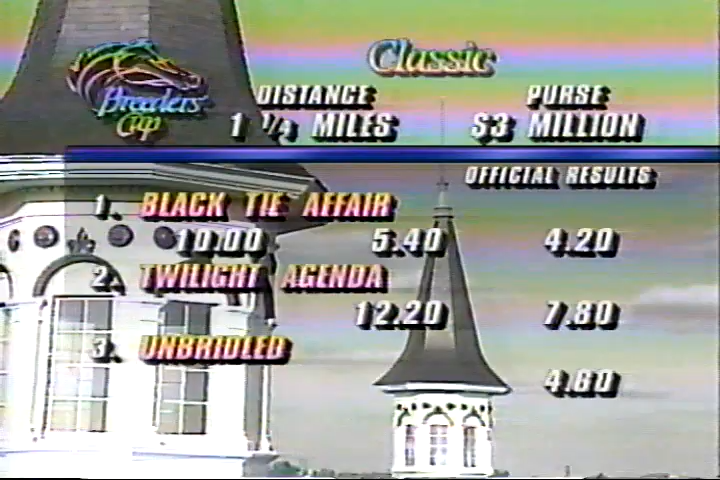 Breeders'
Cup
Classic
DISTANCE PURSE
1 1/4 MILES $3 MILLION
OFFICIAL RESULTS
1. BLACK TIE AFFAIR
10.00 5.40 4.20
2. TWILIGHT AGENDA
12.20 7.80
3. UNBRIDLED
4.80